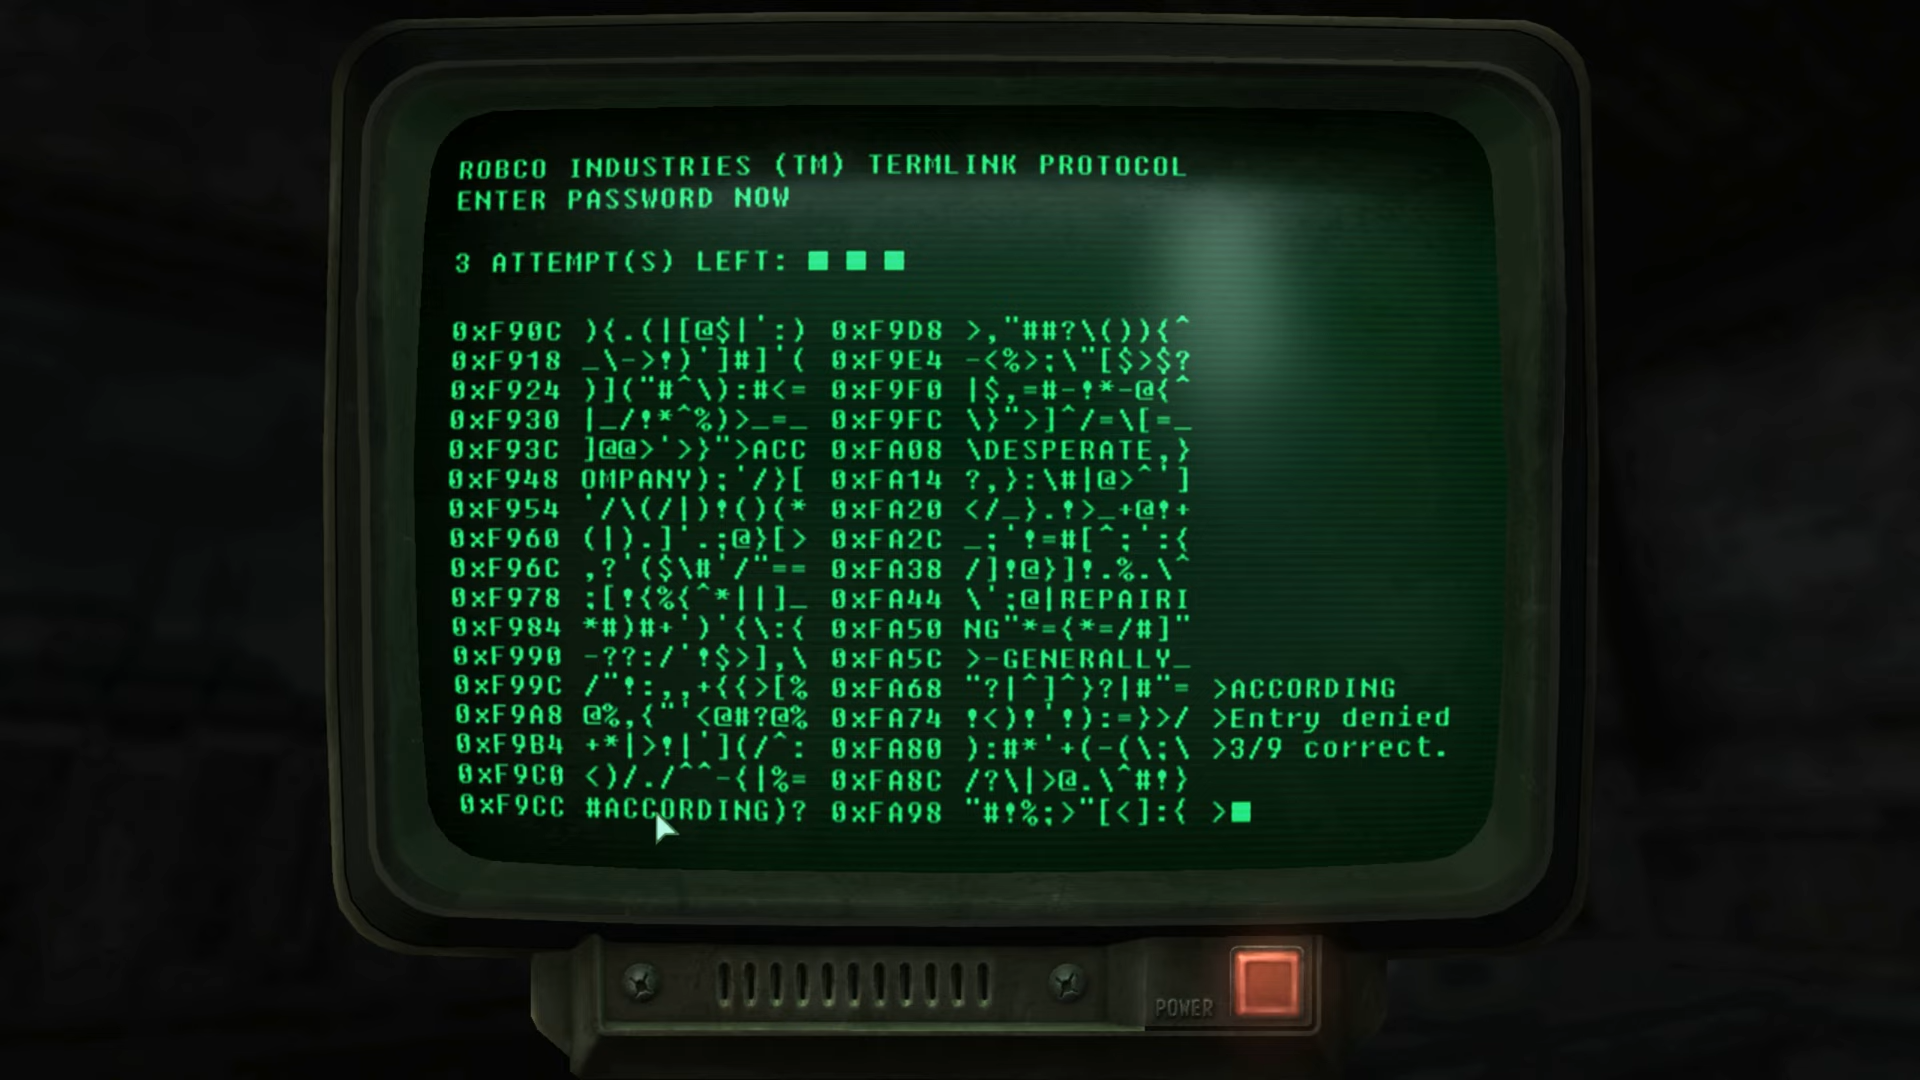 ROBCO INDUSTRIES (TM) TERMLINK PROTOCOL
ENTER PASSWORD NOW
3 ATTEMPT(S) LEFT: ■ ■ ■
0xF90C ){.(|[@$|':) 0xF9D8 >,"##?\()){^
0xF918 _\->!)']#]'( 0xF9E4 -<%>;\"[$>$?
0xF924 )]("#^\):#<= 0xF9F0 |$,=#-!*-@{^
0xF930 |_/!*^%)>_=_ 0xF9FC \}">]^/=\[=_
0xF93C ]@@>'>}">ACC 0xFA08 \DESPERATE,}
0xF948 OMPANY);'/}[ 0xFA14 ?,}:\#|@>^']
0xF954 '/\(/|)!()(* 0xFA20 </_}.!>_+@!+
0xF960 (|).]'.;@}[> 0xFA2C _;'!=#[^;':{
0xF96C ,?'($\#'/"== 0xFA38 /]!@}]!.%.\^
0xF978 ;[!{%{^*||]_ 0xFA44 \';@|REPAIRI
0xF984 *#)#+')'{\:{ 0xFA50 NG"*={*=/#]"
0xF990 -??:/'!$>],\ 0xFA5C >-GENERALLY_
0xF99C /"!:,,+{{>[% 0xFA68 "?|^]^}?|#"= >ACCORDING
0xF9A8 @%,{"'<@#?@% 0xFA74 !<)!'!):=}>/ >Entry denied
0xF9B4 +*|>!|'](/^: 0xFA80 ):#*'+(-(\;\ >3/9 correct.
0xF9C0 <)/./^^-{|%= 0xFA8C /?\|>@.\^#!}
0xF9CC #ACCORDING)? 0xFA98 "#!%;>"[<]:{ >■
POWER